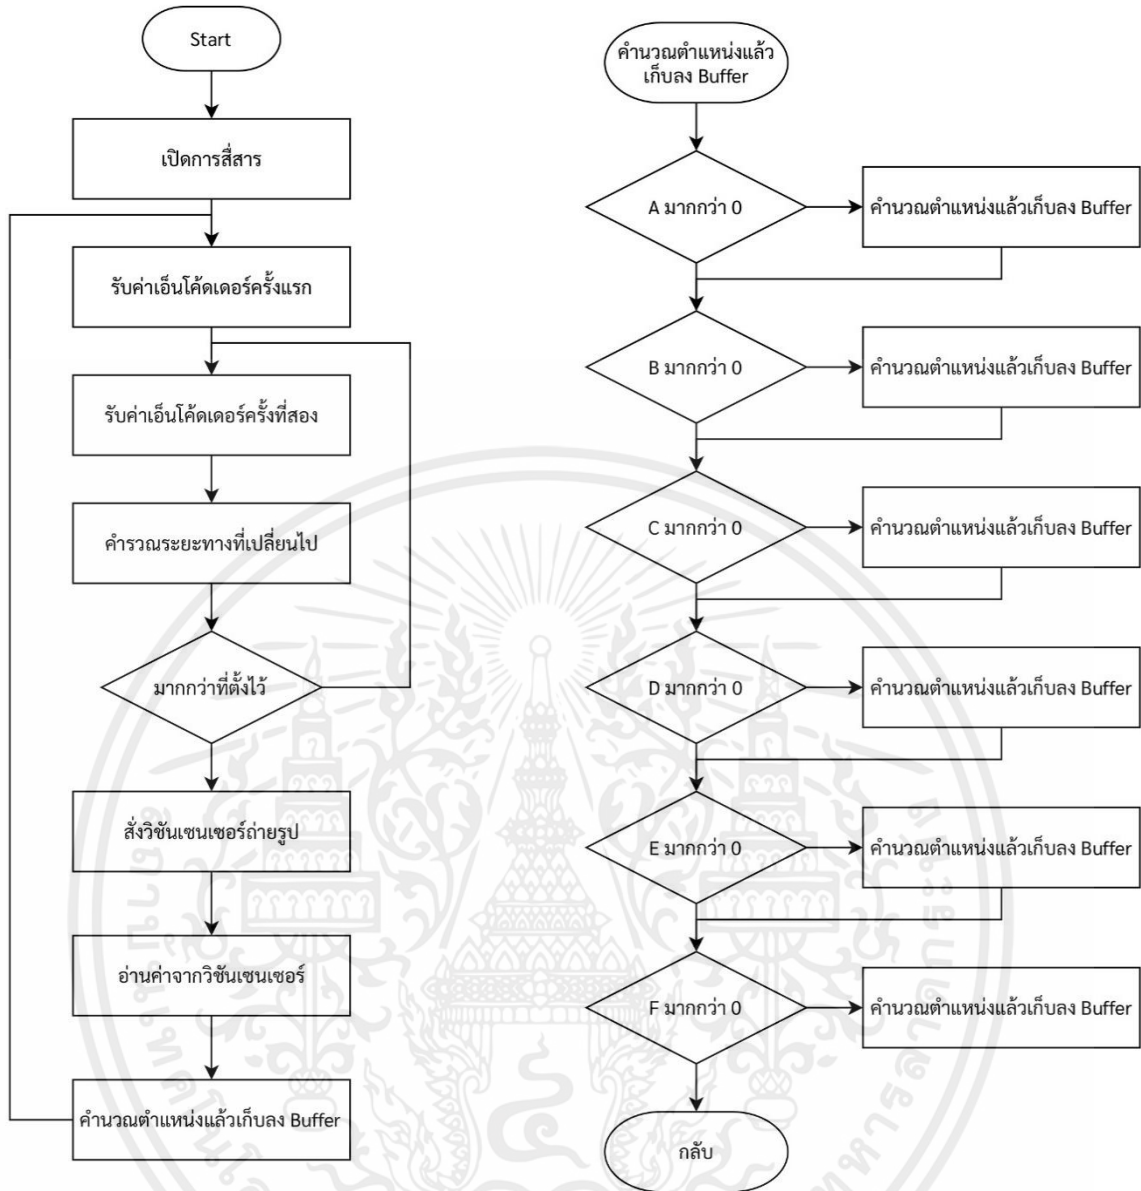 Start
เปิดการสื่สาร
รับค่าเอ็นโค้ดเดอร์ครั้งแรก
รับค่าเอ็นโค้ดเดอร์ครั้งที่สอง
คำรวณระยะทางที่เปลี่ยนไป
มากกว่าที่ตั้งไว้
สั่งวิชันเซนเซอร์ถ่ายรูป
อ่านค่าจากวิชันเซนเซอร์
คำนวณตำแหน่งแล้วเก็บลง Buffer
คำนวณตำแหน่งแล้ว
เก็บลง Buffer
A มากกว่า 0
คำนวณตำแหน่งแล้วเก็บลง Buffer
B มากกว่า 0
คำนวณตำแหน่งแล้วเก็บลง Buffer
C มากกว่า 0
คำนวณตำแหน่งแล้วเก็บลง Buffer
D มากกว่า 0
คำนวณตำแหน่งแล้วเก็บลง Buffer
E มากกว่า 0
คำนวณตำแหน่งแล้วเก็บลง Buffer
F มากกว่า 0
คำนวณตำแหน่งแล้วเก็บลง Buffer
กลับ